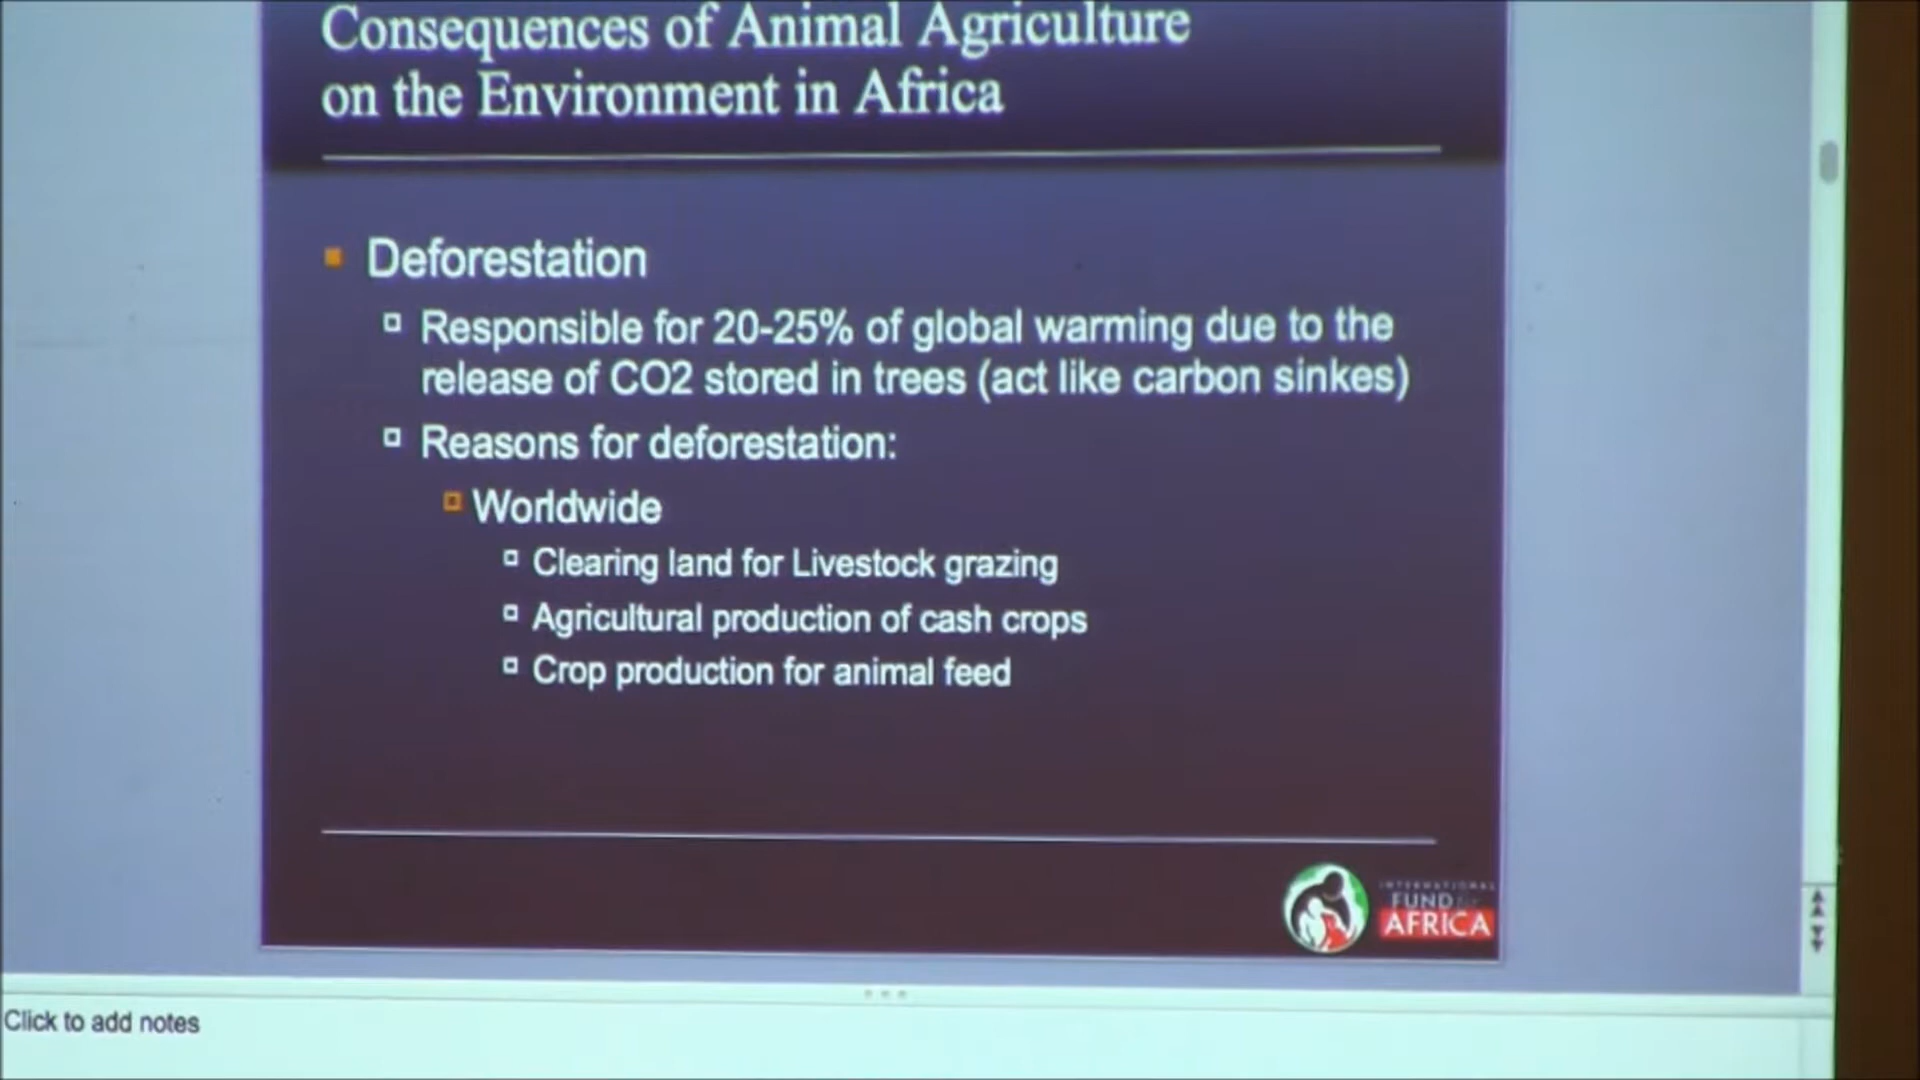 Consequences of Animal Agriculture
on the Environment in Africa
Deforestation
Responsible for 20-25% of global warming due to the
release of CO2 stored in trees (act like carbon sinkes)
Reasons for deforestation:
Worldwide
Clearing land for Livestock grazing
Agricultural production of cash crops
Crop production for animal feed
INTERNATIONAL
FUND for
AFRICA
Click to add notes